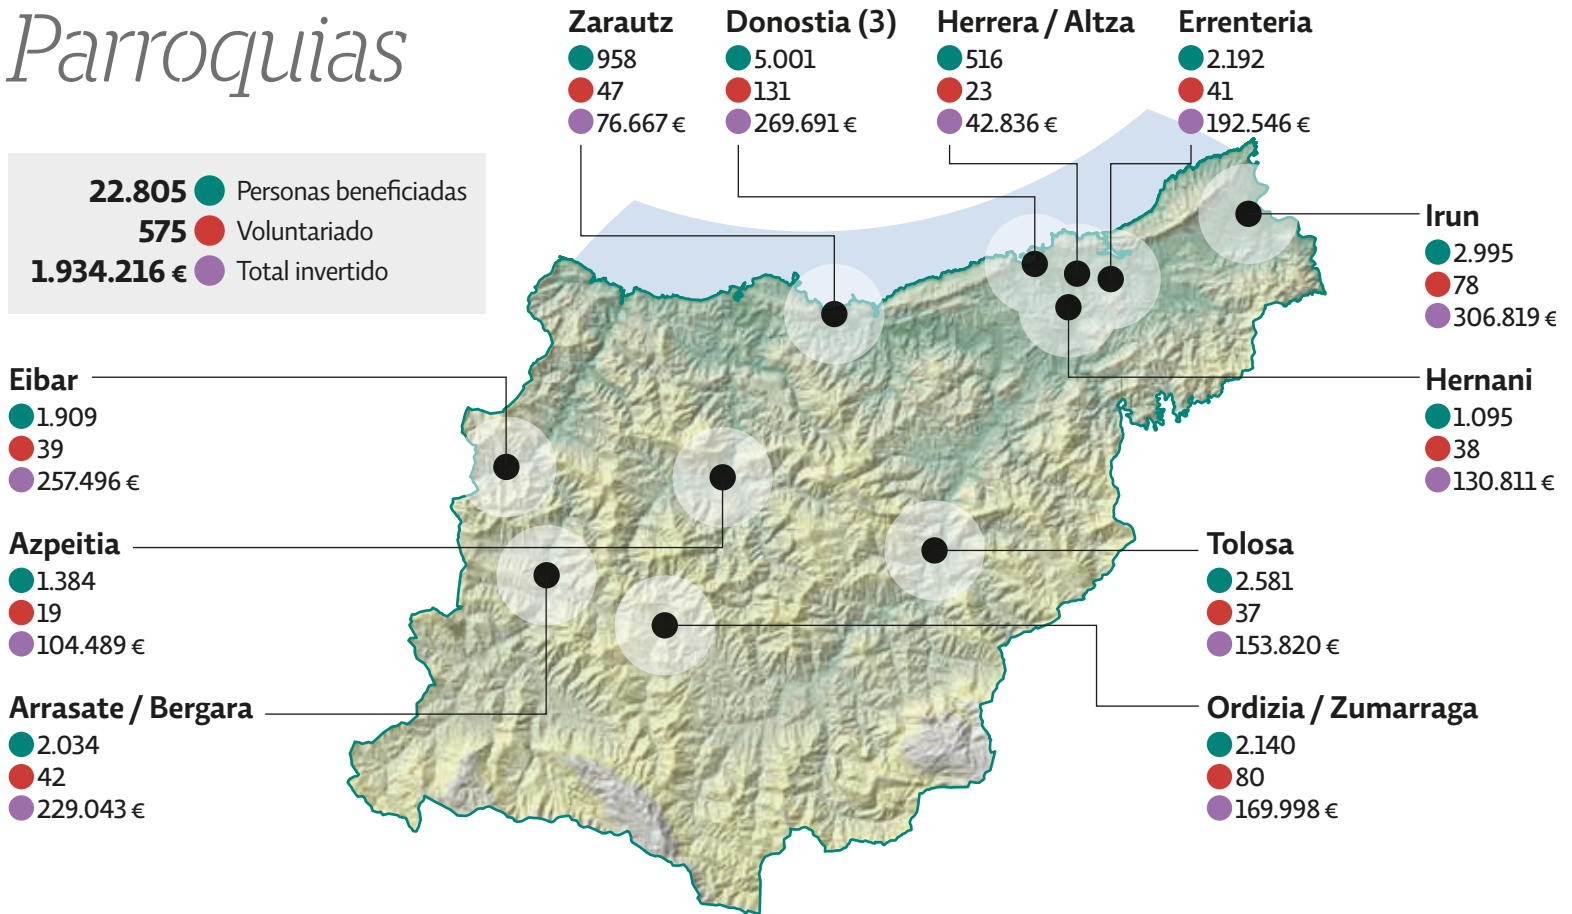 Parroquias
22.805 Personas beneficiadas
575 Voluntariado
1.934.216 € Total invertido
Zarautz
958
47
76.667 €
Donostia (3)
5.001
131
269.691 €
Herrera / Altza
516
23
42.836 €
Errenteria
2.192
41
192.546 €
Irun
2.995
78
306.819 €
Hernani
1.095
38
130.811 €
Eibar
1.909
39
257.496 €
Azpeitia
1.384
19
104.489 €
Arrasate / Bergara
2.034
42
229.043 €
Tolosa
2.581
37
153.820 €
Ordizia / Zumarraga
2.140
80
169.998 €